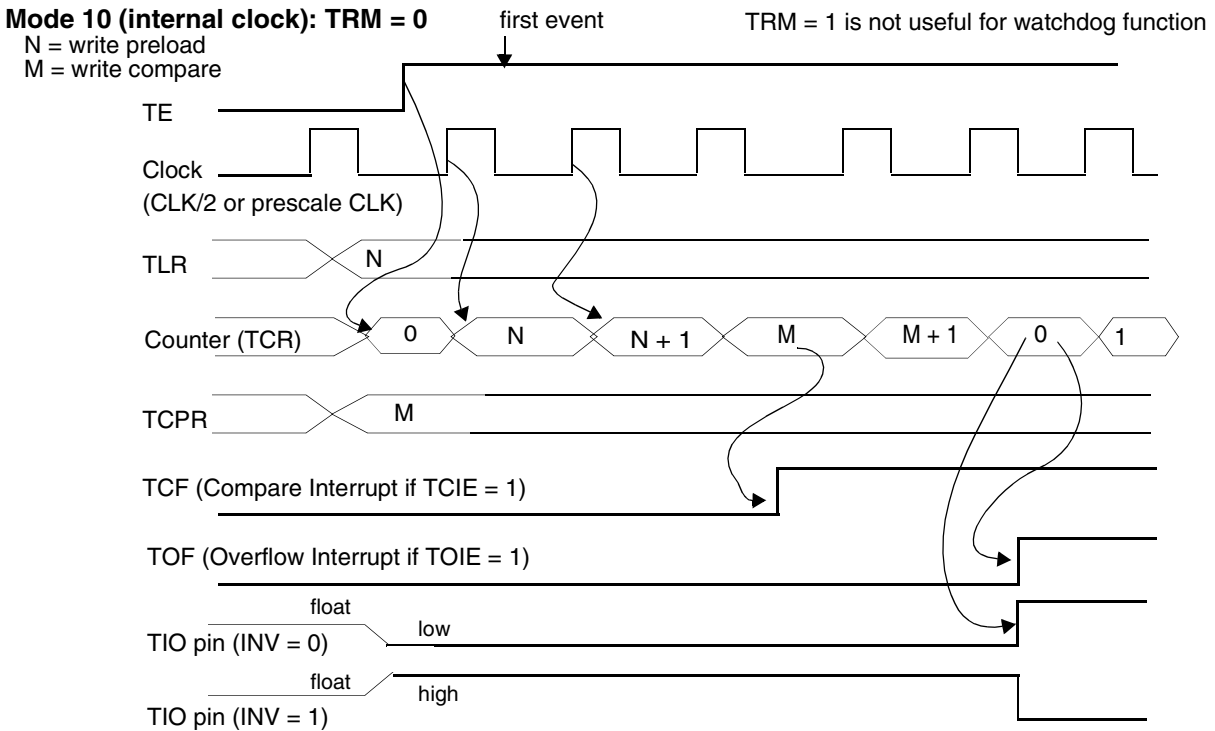 Mode 10 (internal clock): TRM = 0
first event
TRM = 1 is not useful for watchdog function
N = write preload
M = write compare
TE
Clock
(CLK/2 or prescale CLK)
TLR
N
Counter (TCR)
0
N
N + 1
M
M + 1
0
1
TCPR
M
TCF (Compare Interrupt if TCIE = 1)
TOF (Overflow Interrupt if TOIE = 1)
float
low
TIO pin (INV = 0)
float
high
TIO pin (INV = 1)